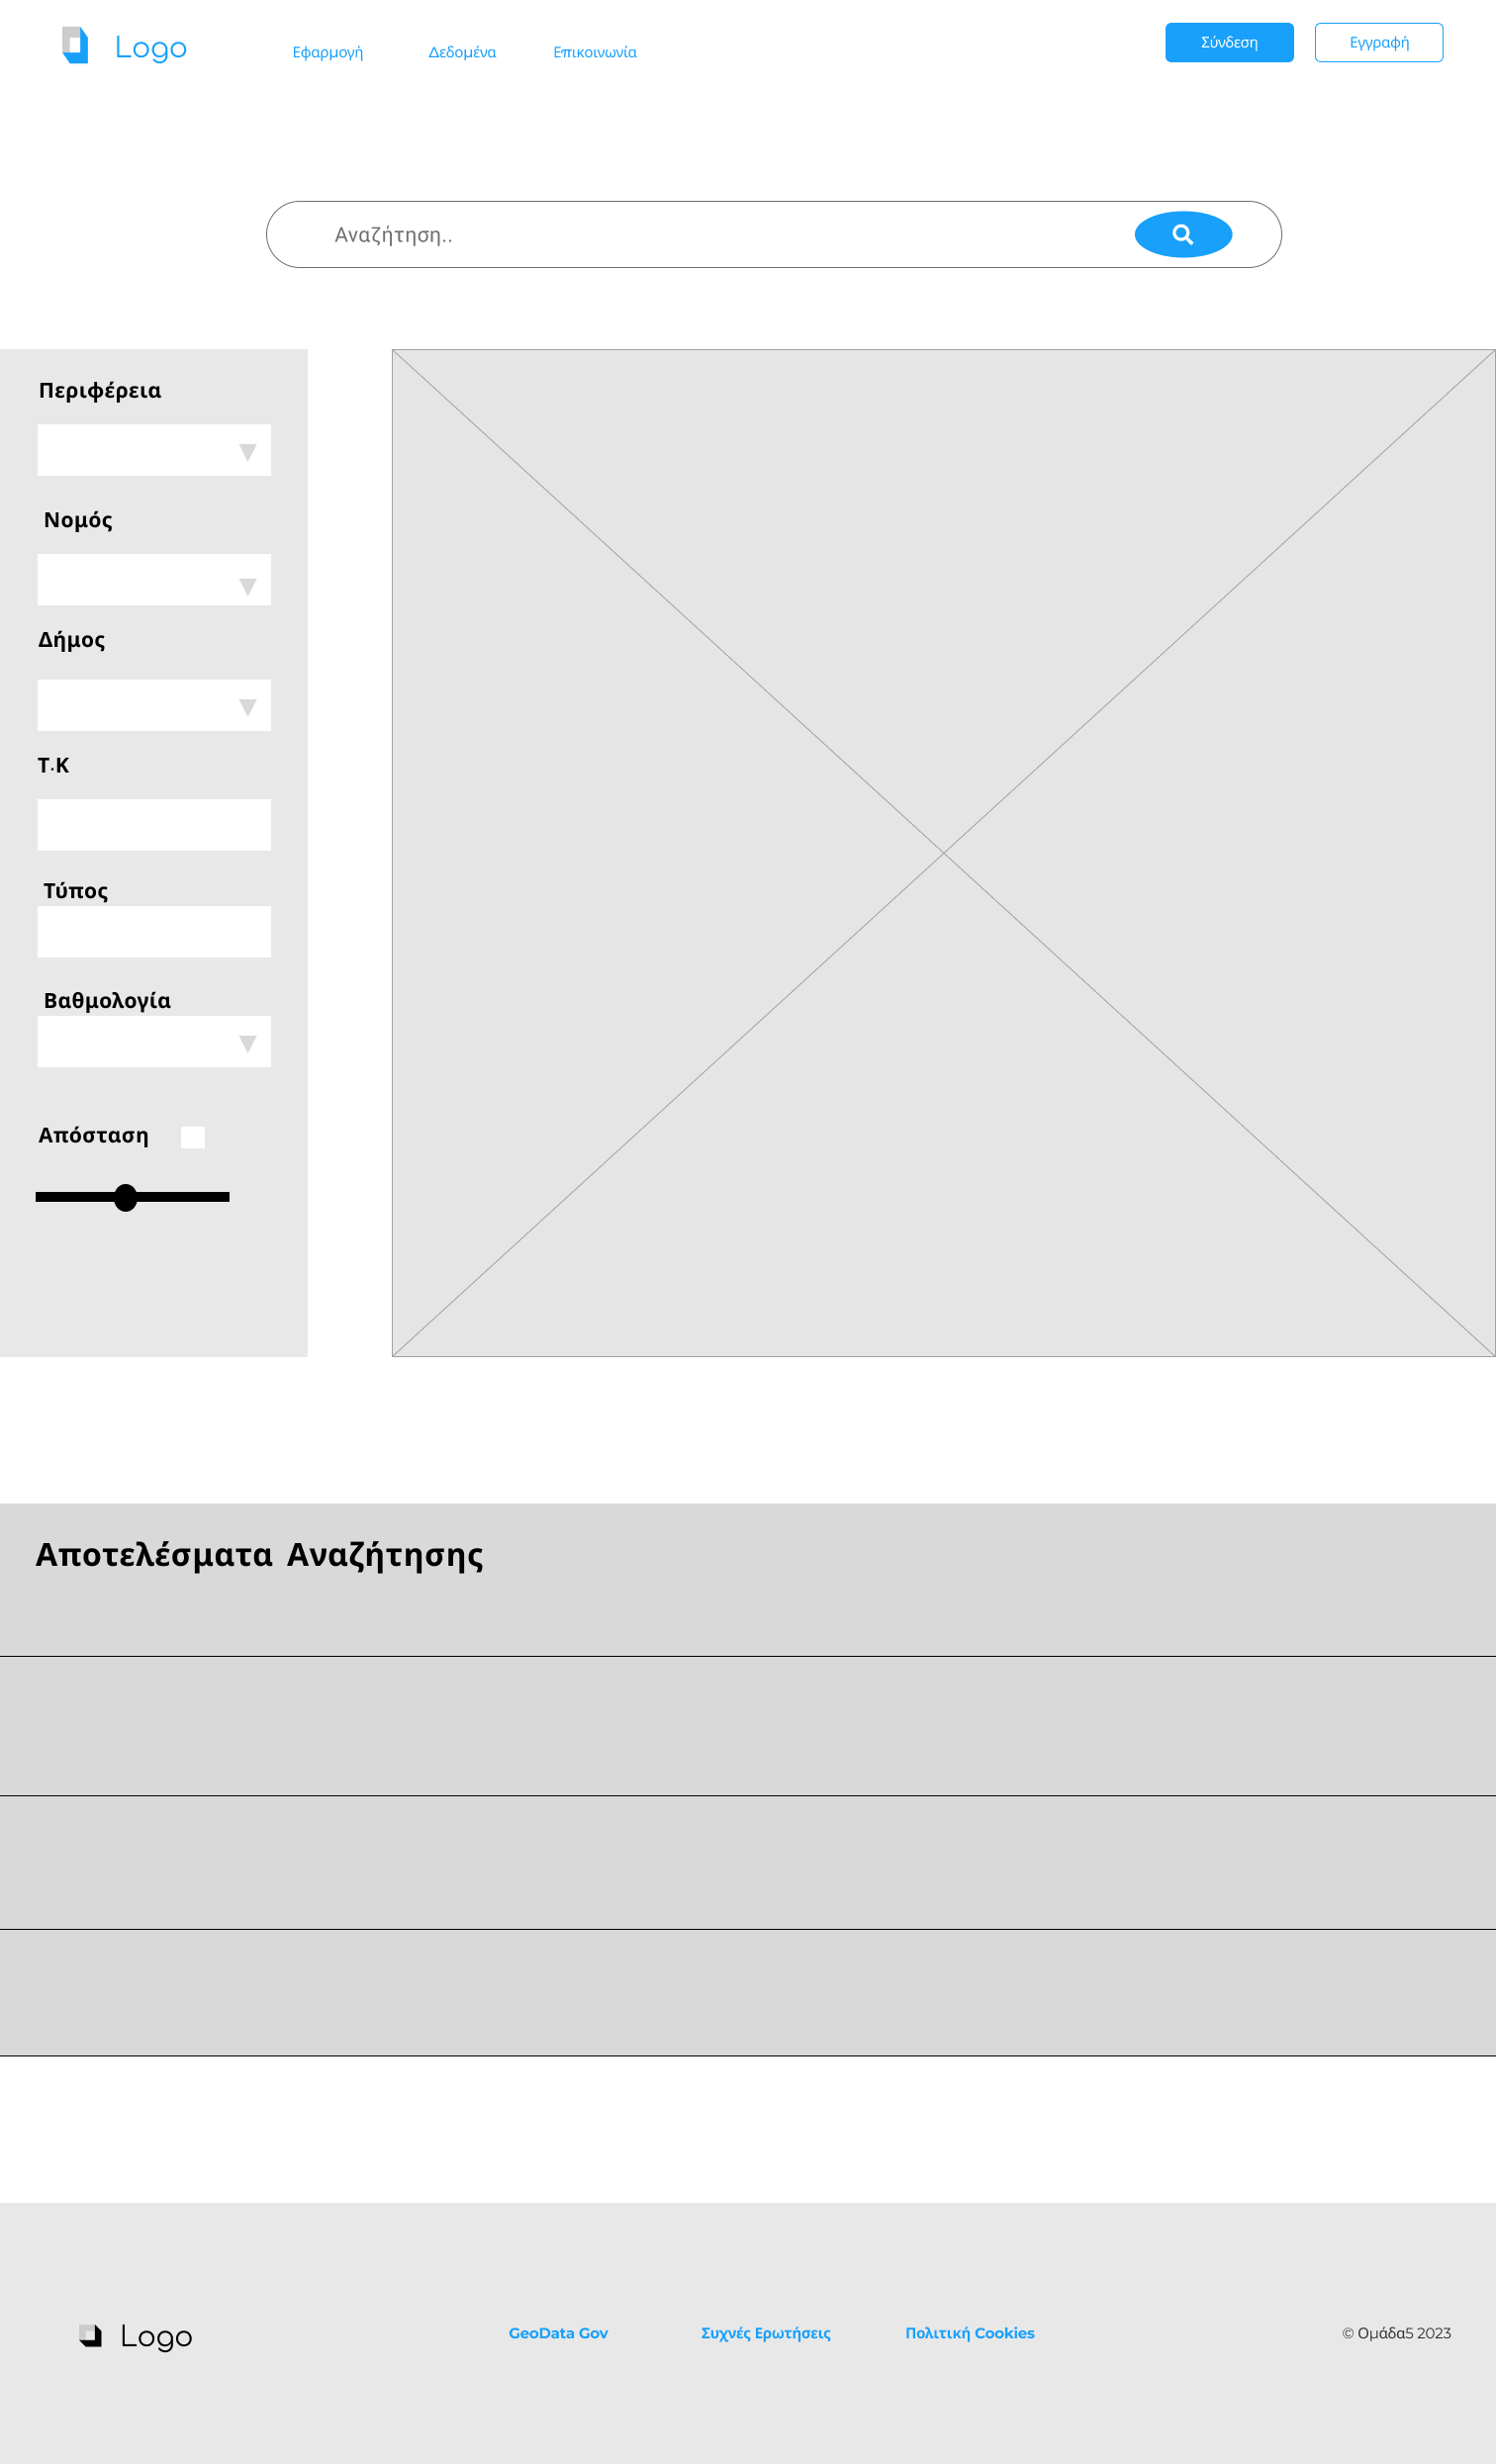 Logo
Εφαρμογή
Δεδομένα
Επικοινωνία
Σύνδεση
Εγγραφή
Αναζήτηση..
Περιφέρεια
Νομός
Δήμος
Τ.Κ
Τύπος
Βαθμολογία
Απόσταση
Αποτελέσματα Αναζήτησης
Logo
GeoData Gov
Συχνές Ερωτήσεις
Πολιτική Cookies
© Ομάδα5 2023